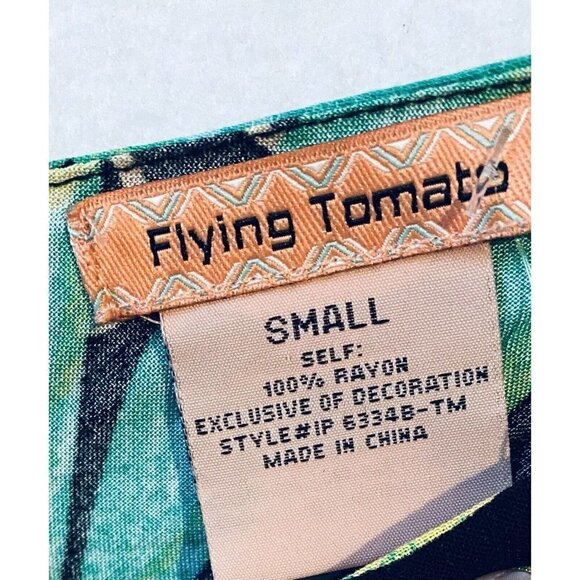 Flying Tomato
SMALL
SELF:
100% RAYON
EXCLUSIVE OF DECORATION
STYLE#IP 6334B-TM
MADE IN CHINA